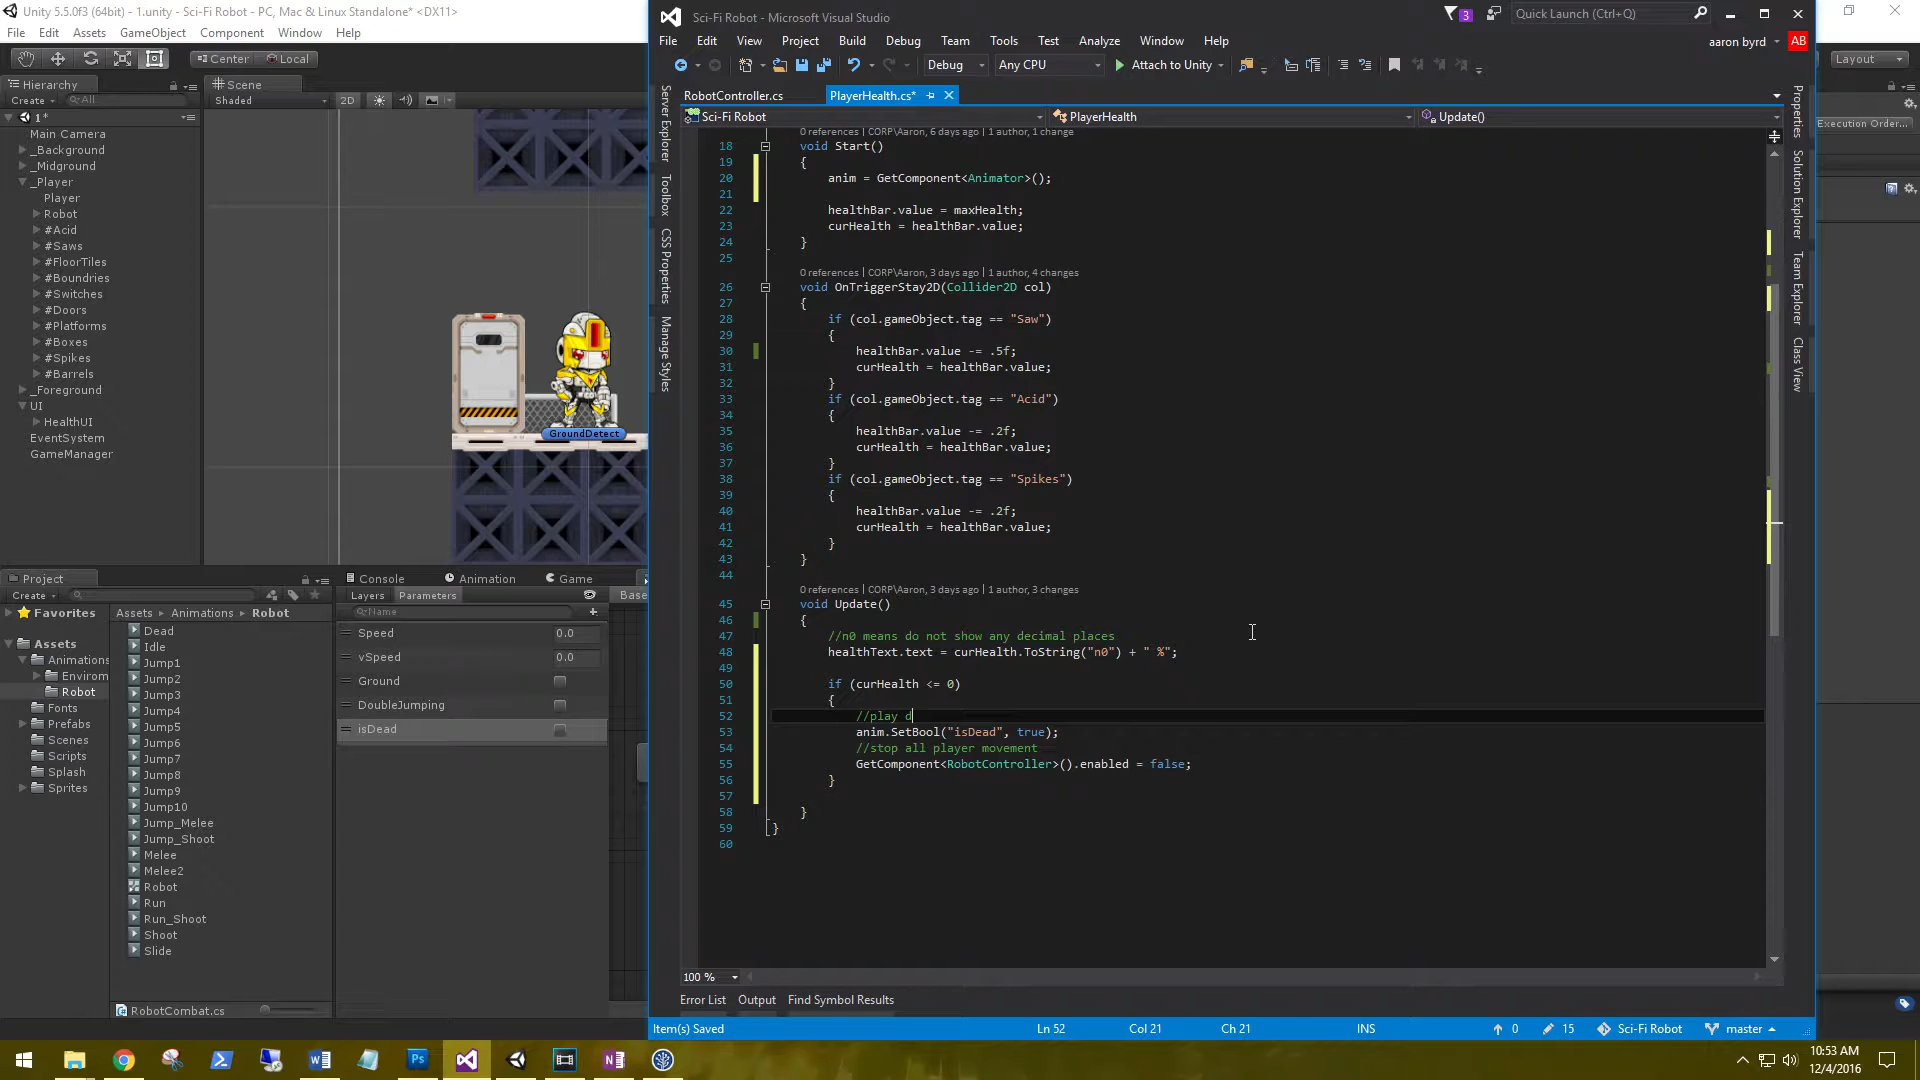 Unity 5.5.0f3 (64bit) - 1.unity - Sci-Fi Robot - PC, Mac & Linux Standalone* <DX11>
File Edit Assets GameObject Component Window Help
Center Local
Layout
Hierarchy
Create All
1*
Main Camera
_Background
_Midground
_Player
Player
Robot
#Acid
#Saws
#FloorTiles
#Boundries
#Switches
#Doors
#Platforms
#Boxes
#Spikes
#Barrels
_Foreground
UI
HealthUI
EventSystem
GameManager
Scene
Shaded 2D
GroundDetect
Execution Order...
Project
Create
Favorites
Assets
Animations
Environ
Robot
Fonts
Prefabs
Scenes
Scripts
Splash
Sprites
Assets Animations Robot
Dead
Idle
Jump1
Jump2
Jump3
Jump4
Jump5
Jump6
Jump7
Jump8
Jump9
Jump10
Jump_Melee
Jump_Shoot
Melee
Melee2
Robot
Run
Run_Shoot
Shoot
Slide
RobotCombat.cs
Console Animation Game
Layers Parameters Base
Name
Speed 0.0
vSpeed 0.0
Ground
DoubleJumping
isDead
Sci-Fi Robot - Microsoft Visual Studio
3
Quick Launch (Ctrl+Q)
File Edit View Project Build Debug Team Tools Test Analyze Window Help
aaron byrd AB
Debug Any CPU Attach to Unity
Server Explorer
Toolbox
CSS Properties
Manage Styles
Properties
Solution Explorer
Team Explorer
Class View
RobotController.cs PlayerHealth.cs*
Sci-Fi Robot PlayerHealth Update()
0 references | CORP\Aaron, 6 days ago | 1 author, 1 change
18 void Start()
19 {
20 anim = GetComponent<Animator>();
21
22 healthBar.value = maxHealth;
23 curHealth = healthBar.value;
24 }
25
0 references | CORP\Aaron, 3 days ago | 1 author, 4 changes
26 void OnTriggerStay2D(Collider2D col)
27 {
28 if (col.gameObject.tag == "Saw")
29 {
30 healthBar.value -= .5f;
31 curHealth = healthBar.value;
32 }
33 if (col.gameObject.tag == "Acid")
34 {
35 healthBar.value -= .2f;
36 curHealth = healthBar.value;
37 }
38 if (col.gameObject.tag == "Spikes")
39 {
40 healthBar.value -= .2f;
41 curHealth = healthBar.value;
42 }
43 }
44
0 references | CORP\Aaron, 3 days ago | 1 author, 3 changes
45 void Update()
46 {
47 //n0 means do not show any decimal places
48 healthText.text = curHealth.ToString("n0") + " %";
49
50 if (curHealth <= 0)
51 {
52 //play d
53 anim.SetBool("isDead", true);
54 //stop all player movement
55 GetComponent<RobotController>().enabled = false;
56 }
57
58 }
59 }
60
100 %
Error List Output Find Symbol Results
Item(s) Saved Ln 52 Col 21 Ch 21 INS 0 15 Sci-Fi Robot master
10:53 AM
12/4/2016